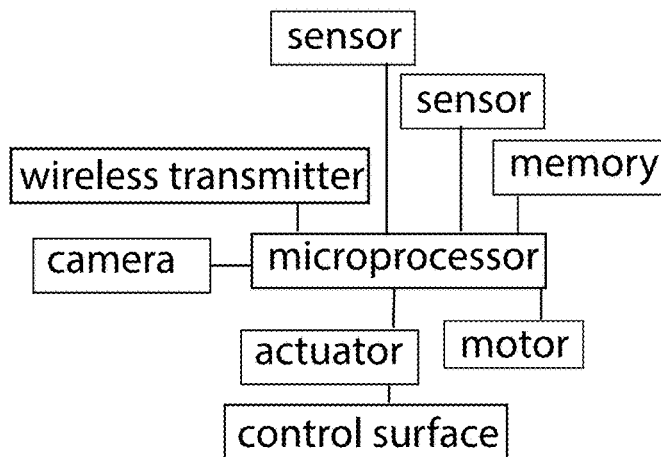 sensor
sensor
memory
wireless transmitter
camera
microprocessor
actuator
motor
control surface